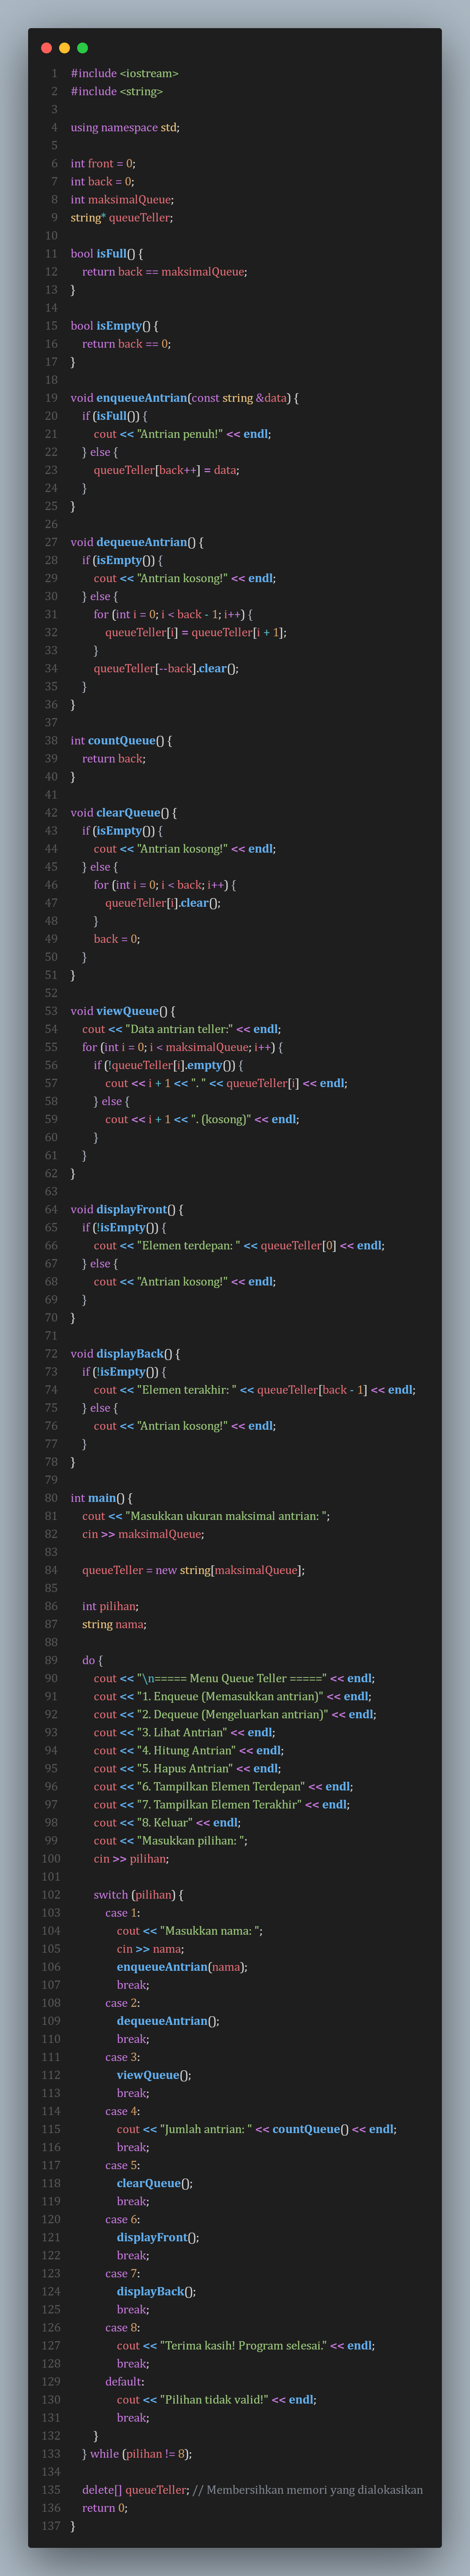 1 #include <iostream>
2 #include <string>
3
4 using namespace std;
5
6 int front = 0;
7 int back = 0;
8 int maksimalQueue;
9 string* queueTeller;
10
11 bool isFull() {
12     return back == maksimalQueue;
13 }
14
15 bool isEmpty() {
16     return back == 0;
17 }
18
19 void enqueueAntrian(const string &data) {
20     if (isFull()) {
21         cout << "Antrian penuh!" << endl;
22     } else {
23         queueTeller[back++] = data;
24     }
25 }
26
27 void dequeueAntrian() {
28     if (isEmpty()) {
29         cout << "Antrian kosong!" << endl;
30     } else {
31         for (int i = 0; i < back - 1; i++) {
32             queueTeller[i] = queueTeller[i + 1];
33         }
34         queueTeller[--back].clear();
35     }
36 }
37
38 int countQueue() {
39     return back;
40 }
41
42 void clearQueue() {
43     if (isEmpty()) {
44         cout << "Antrian kosong!" << endl;
45     } else {
46         for (int i = 0; i < back; i++) {
47             queueTeller[i].clear();
48         }
49         back = 0;
50     }
51 }
52
53 void viewQueue() {
54     cout << "Data antrian teller:" << endl;
55     for (int i = 0; i < maksimalQueue; i++) {
56         if (!queueTeller[i].empty()) {
57             cout << i + 1 << ". " << queueTeller[i] << endl;
58         } else {
59             cout << i + 1 << ". (kosong)" << endl;
60         }
61     }
62 }
63
64 void displayFront() {
65     if (!isEmpty()) {
66         cout << "Elemen terdepan: " << queueTeller[0] << endl;
67     } else {
68         cout << "Antrian kosong!" << endl;
69     }
70 }
71
72 void displayBack() {
73     if (!isEmpty()) {
74         cout << "Elemen terakhir: " << queueTeller[back - 1] << endl;
75     } else {
76         cout << "Antrian kosong!" << endl;
77     }
78 }
79
80 int main() {
81     cout << "Masukkan ukuran maksimal antrian: ";
82     cin >> maksimalQueue;
83
84     queueTeller = new string[maksimalQueue];
85
86     int pilihan;
87     string nama;
88
89     do {
90         cout << "\n===== Menu Queue Teller =====" << endl;
91         cout << "1. Enqueue (Memasukkan antrian)" << endl;
92         cout << "2. Dequeue (Mengeluarkan antrian)" << endl;
93         cout << "3. Lihat Antrian" << endl;
94         cout << "4. Hitung Antrian" << endl;
95         cout << "5. Hapus Antrian" << endl;
96         cout << "6. Tampilkan Elemen Terdepan" << endl;
97         cout << "7. Tampilkan Elemen Terakhir" << endl;
98         cout << "8. Keluar" << endl;
99         cout << "Masukkan pilihan: ";
100         cin >> pilihan;
101
102         switch (pilihan) {
103             case 1:
104                 cout << "Masukkan nama: ";
105                 cin >> nama;
106                 enqueueAntrian(nama);
107                 break;
108             case 2:
109                 dequeueAntrian();
110                 break;
111             case 3:
112                 viewQueue();
113                 break;
114             case 4:
115                 cout << "Jumlah antrian: " << countQueue() << endl;
116                 break;
117             case 5:
118                 clearQueue();
119                 break;
120             case 6:
121                 displayFront();
122                 break;
123             case 7:
124                 displayBack();
125                 break;
126             case 8:
127                 cout << "Terima kasih! Program selesai." << endl;
128                 break;
129             default:
130                 cout << "Pilihan tidak valid!" << endl;
131                 break;
132         }
133     } while (pilihan != 8);
134
135     delete[] queueTeller; // Membersihkan memori yang dialokasikan
136     return 0;
137 }